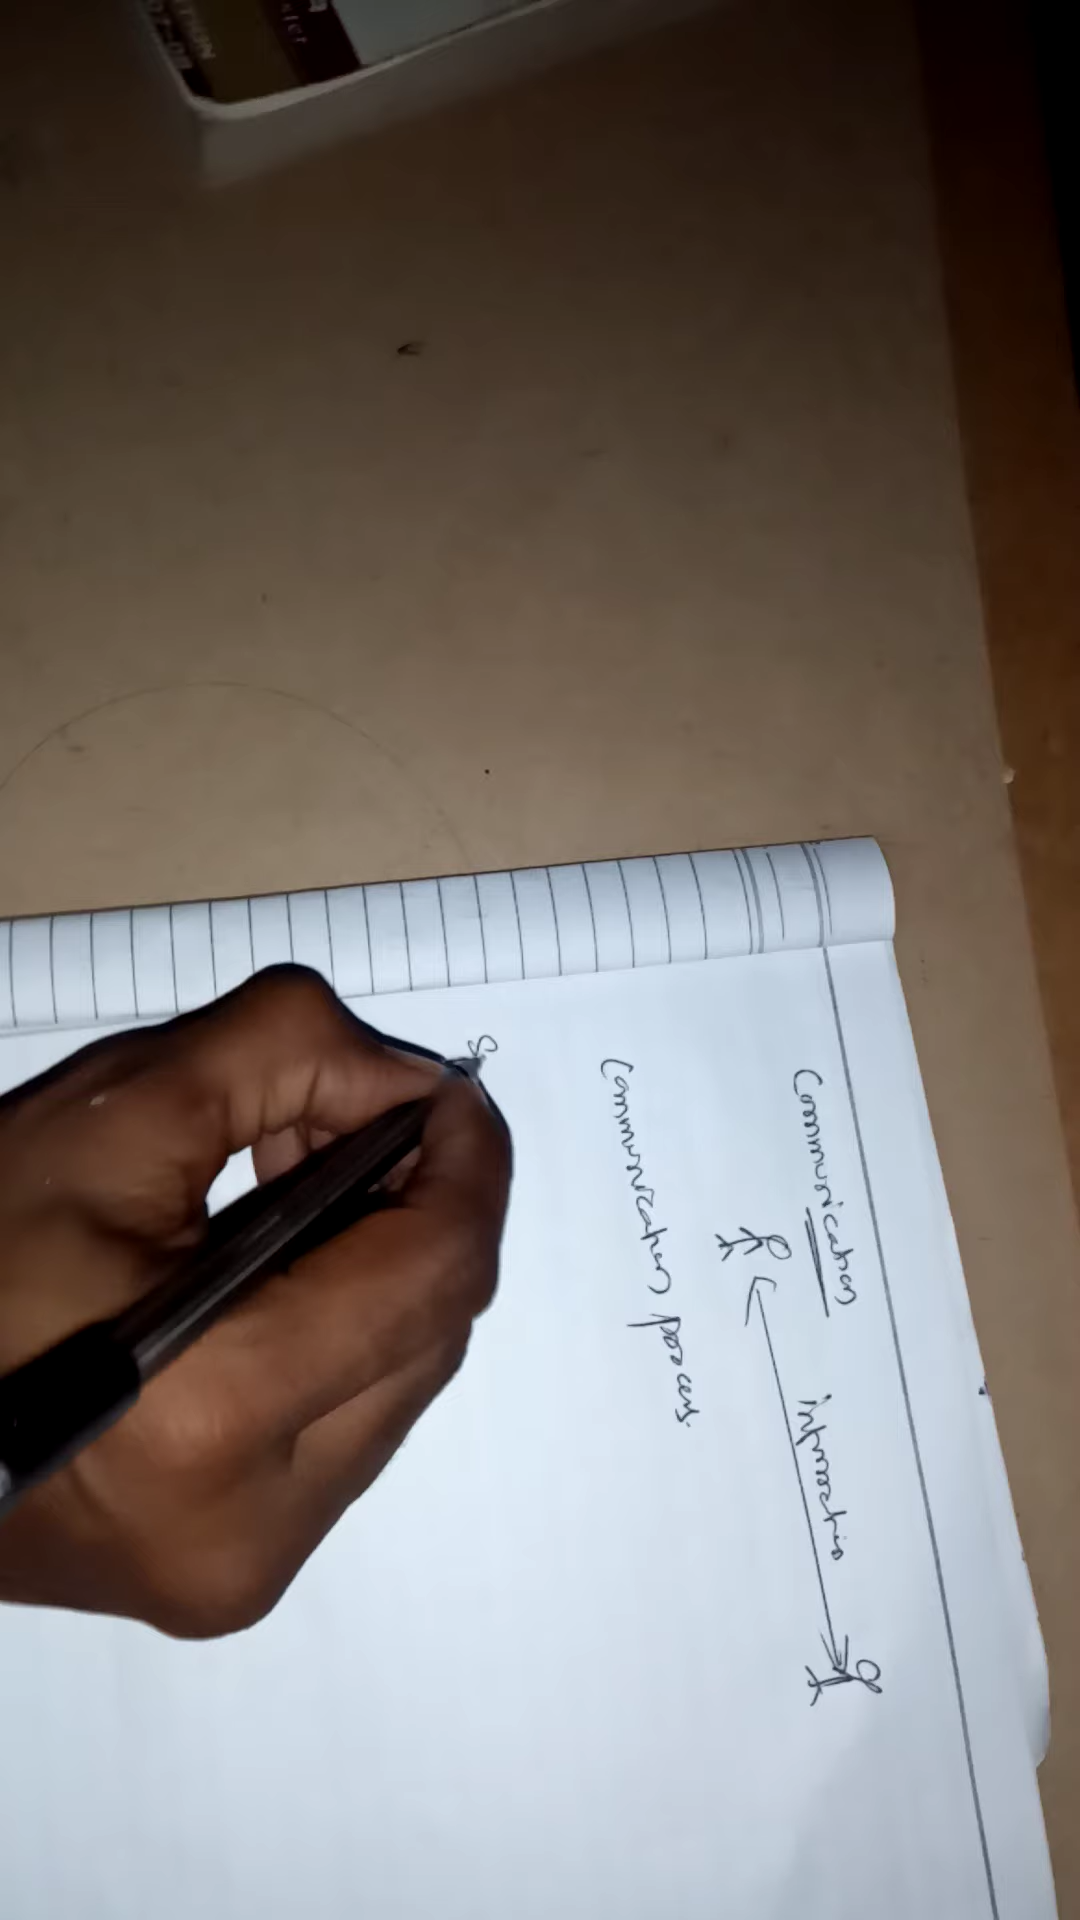 Communication
information
Communication process.
S